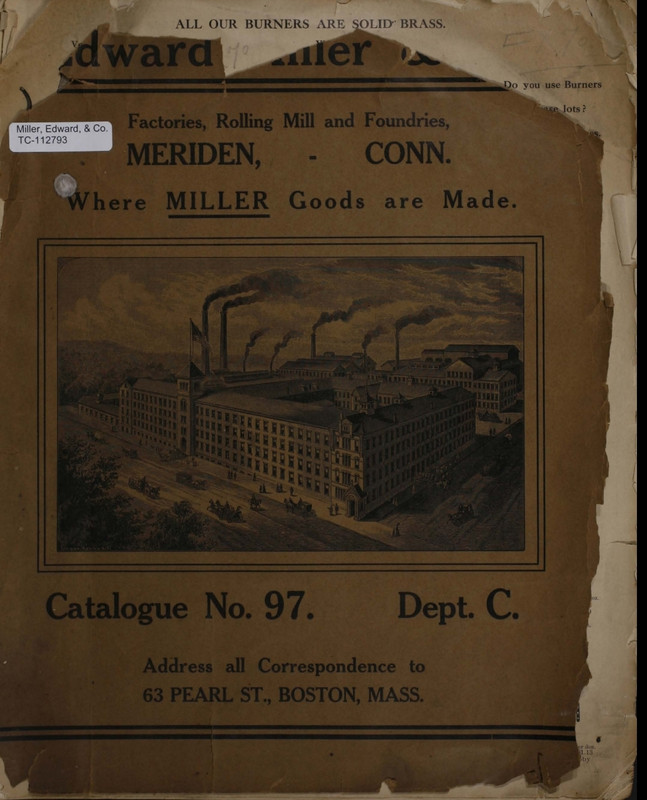 ALL OUR BURNERS ARE SOLID BRASS.
Edward Miller &
Do you use Burners
lots?
Miller, Edward, & Co.
TC-112793
Factories, Rolling Mill and Foundries,
MERIDEN, - CONN.
Where MILLER Goods are Made.
Catalogue No. 97. Dept. C.
Address all Correspondence to
63 PEARL ST., BOSTON, MASS.